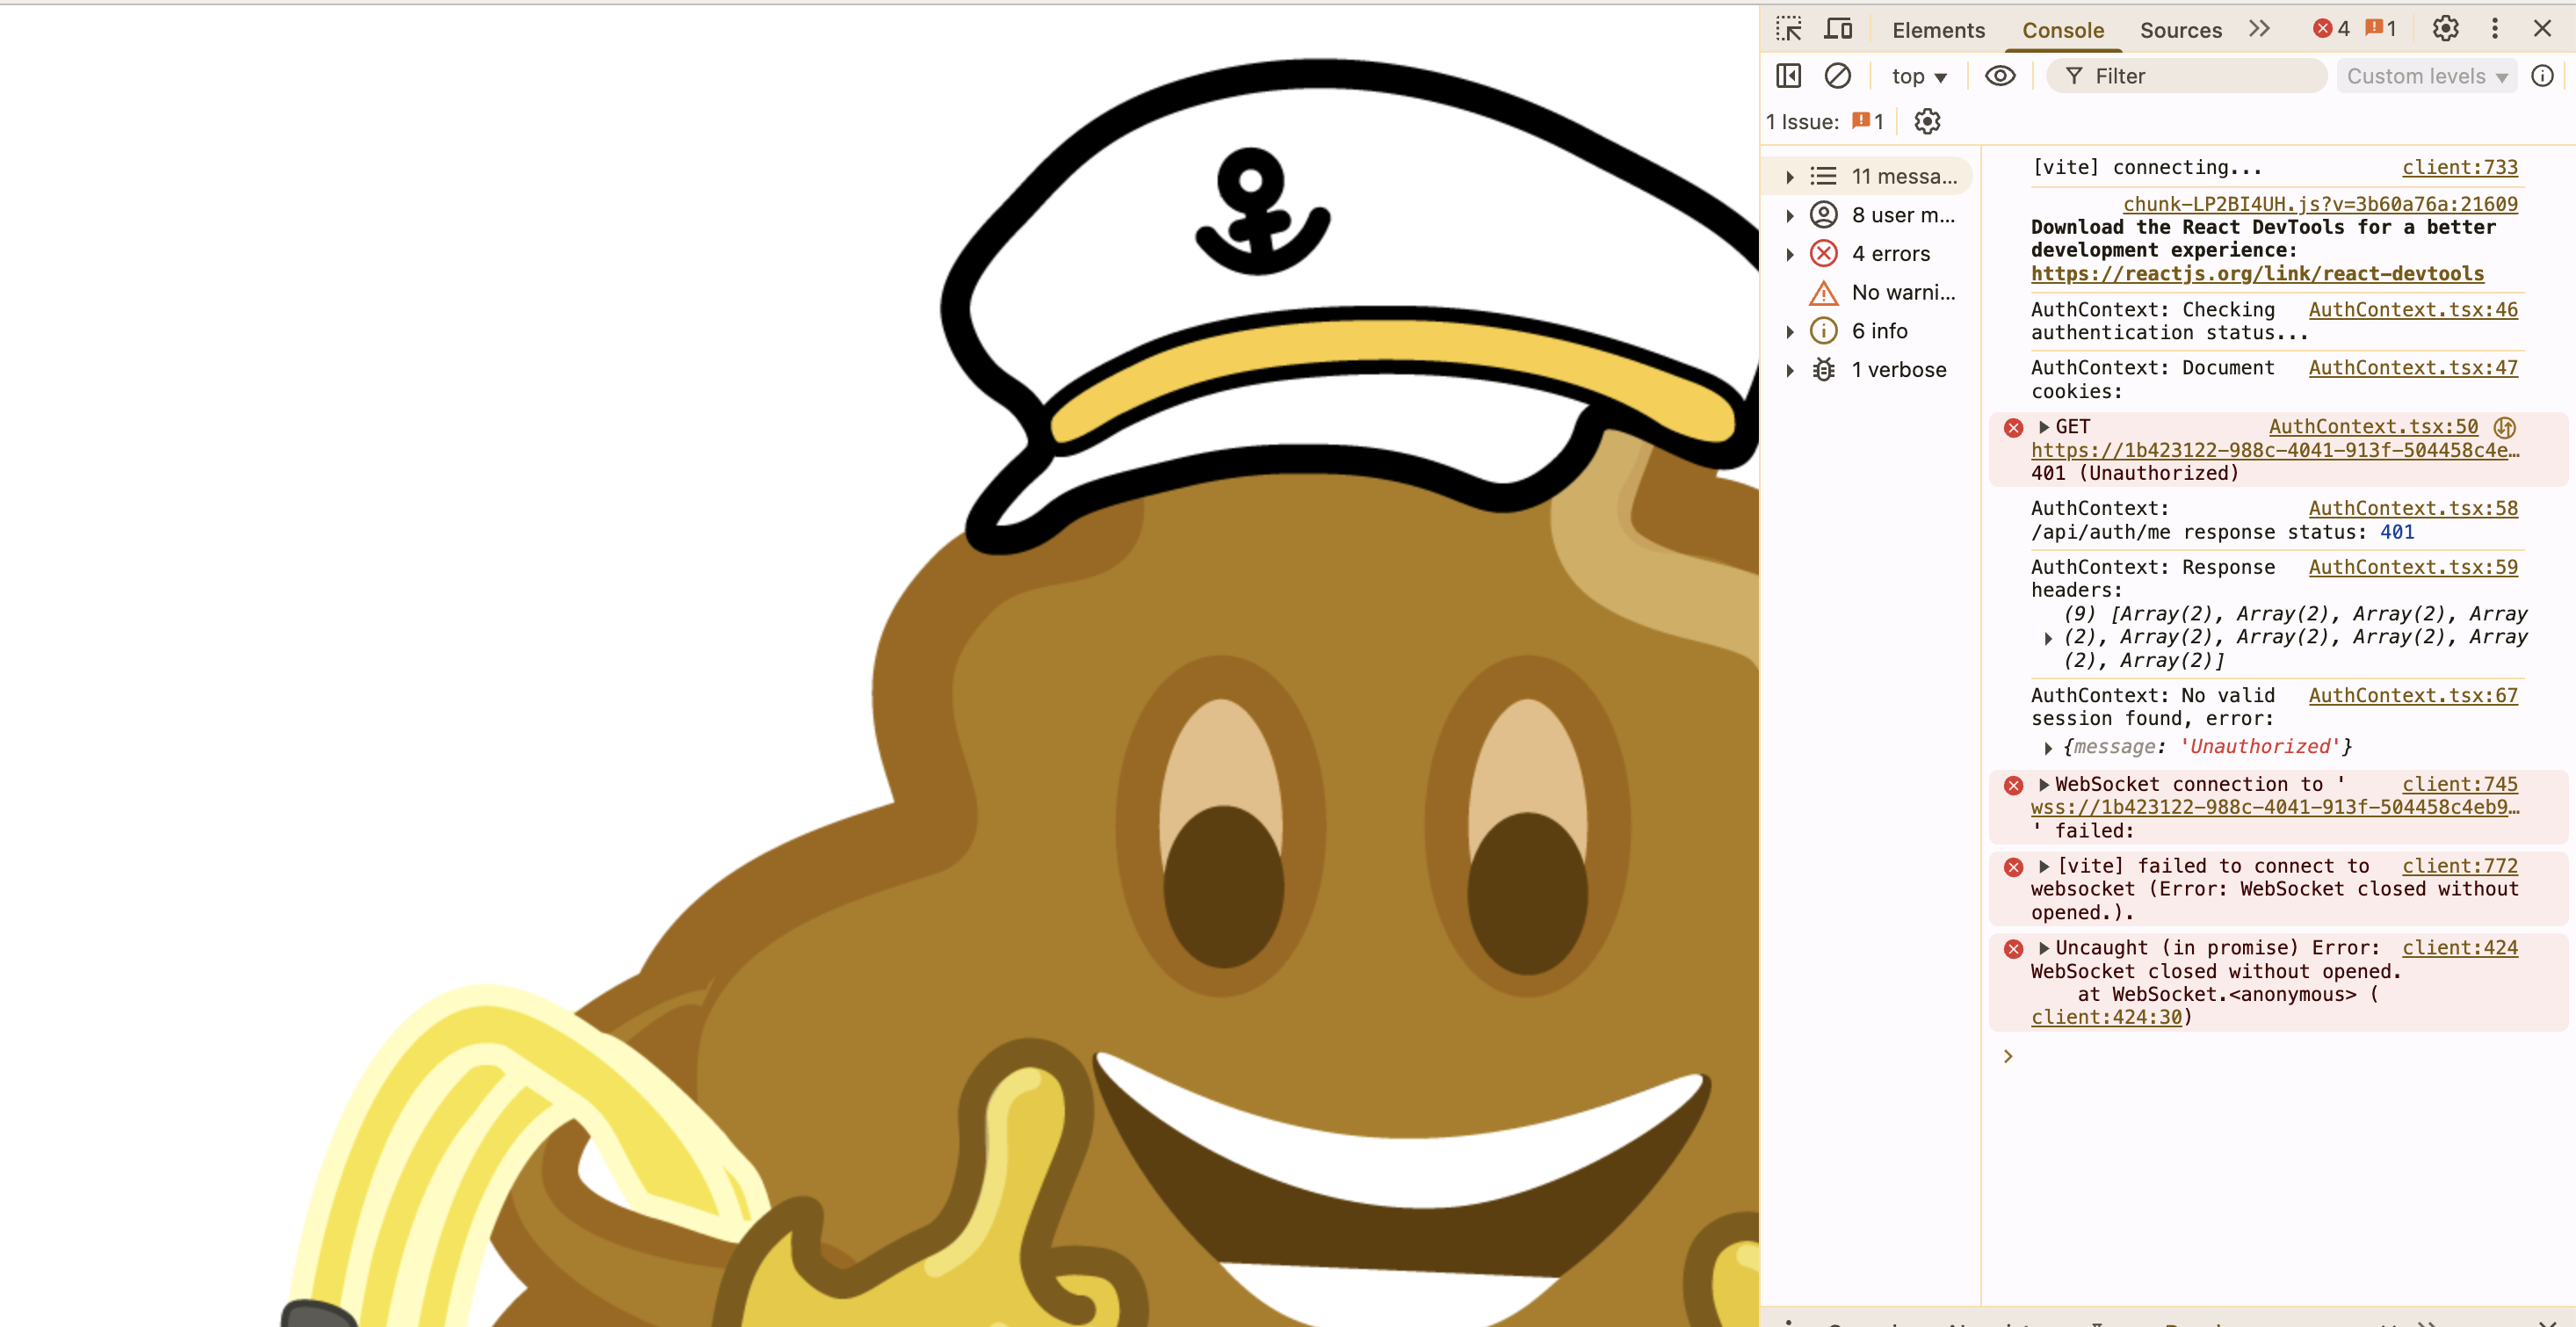 Elements Console Sources 4 1
top Filter Custom levels
1 Issue: 1
11 messa...
8 user m...
4 errors
No warni...
6 info
1 verbose
[vite] connecting... client:733
chunk-LP2BI4UH.js?v=3b60a76a:21609
Download the React DevTools for a better
development experience:
https://reactjs.org/link/react-devtools
AuthContext: Checking AuthContext.tsx:46
authentication status...
AuthContext: Document AuthContext.tsx:47
cookies:
GET AuthContext.tsx:50
https://1b423122-988c-4041-913f-504458c4e…
401 (Unauthorized)
AuthContext: AuthContext.tsx:58
/api/auth/me response status: 401
AuthContext: Response AuthContext.tsx:59
headers:
(9) [Array(2), Array(2), Array(2), Array
(2), Array(2), Array(2), Array(2), Array
(2), Array(2)]
AuthContext: No valid AuthContext.tsx:67
session found, error:
{message: 'Unauthorized'}
WebSocket connection to ' client:745
wss://1b423122-988c-4041-913f-504458c4eb9…
' failed:
[vite] failed to connect to client:772
websocket (Error: WebSocket closed without
opened.).
Uncaught (in promise) Error: client:424
WebSocket closed without opened.
at WebSocket.<anonymous> (
client:424:30)